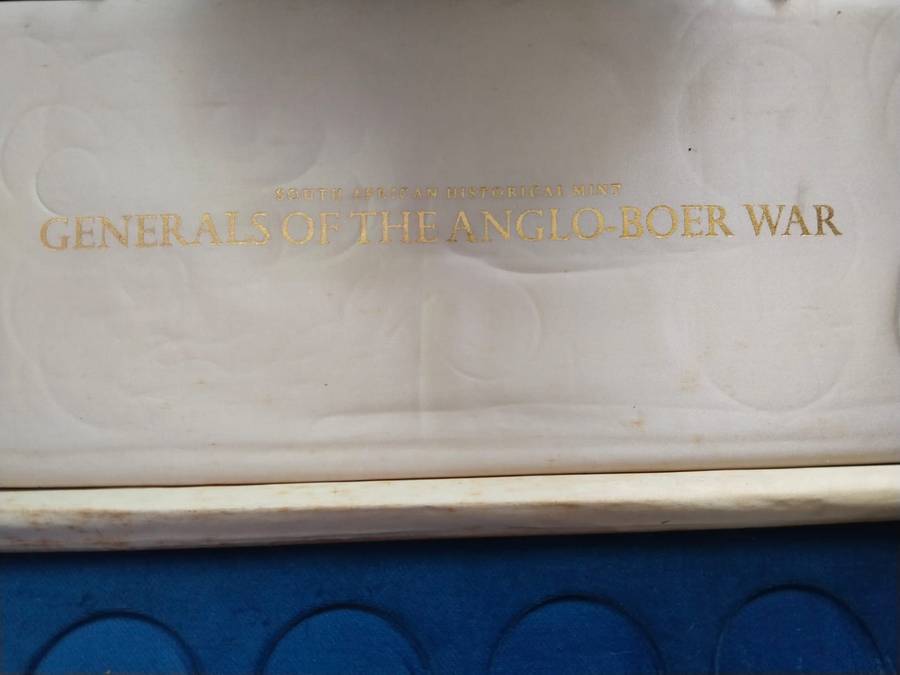 SOUTH AFRICAN HISTORICAL MINT
GENERALS OF THE ANGLO-BOER WAR